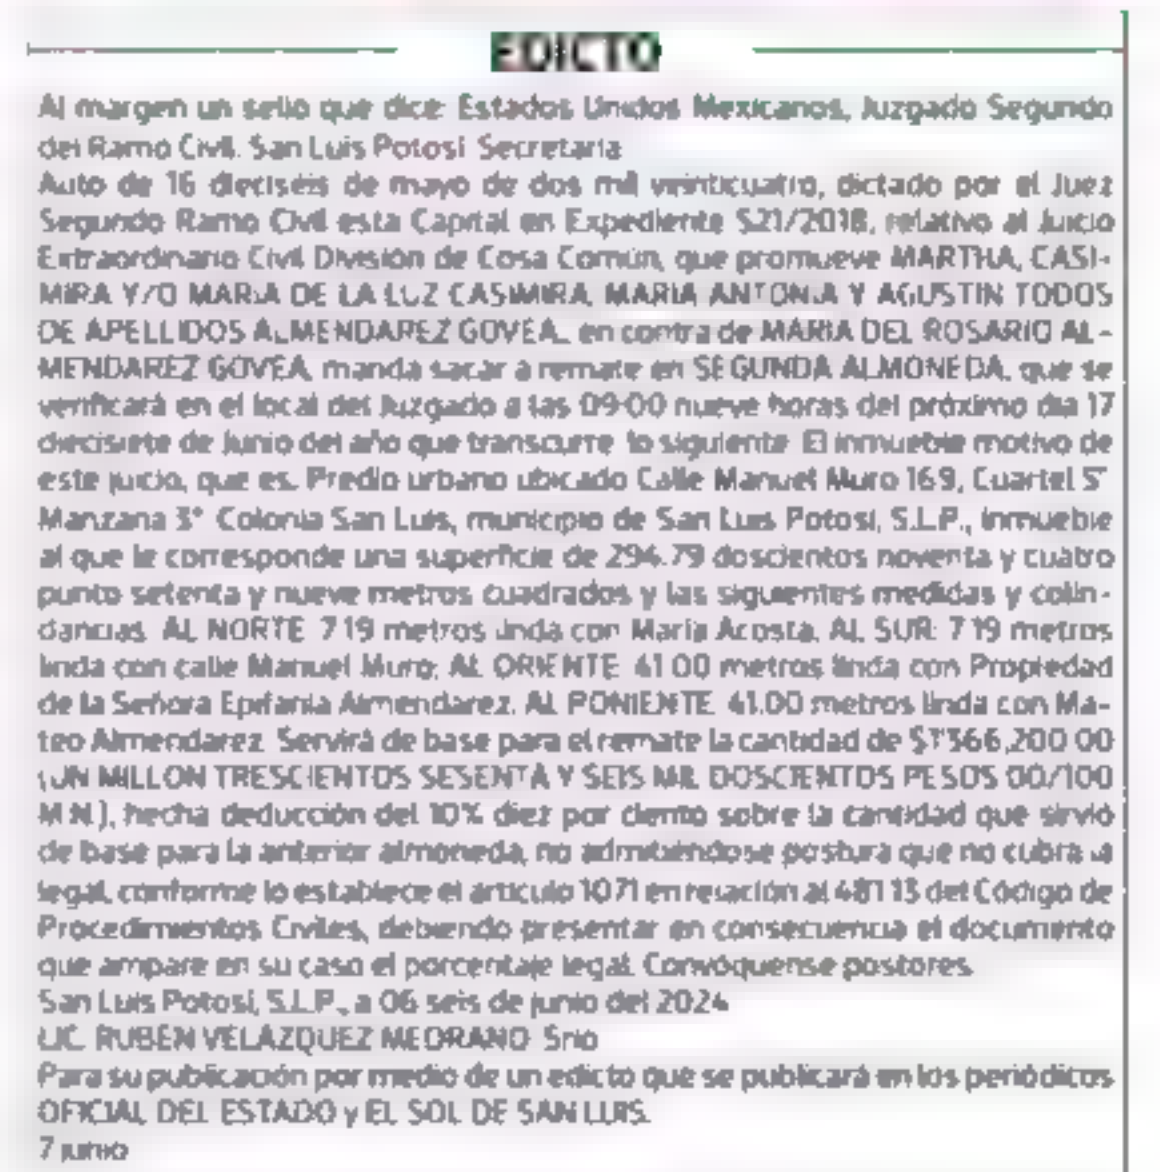 EDICTO
Al margen un sello que dice: Estados Unidos Mexicanos, Juzgado Segundo
del Ramo Civil. San Luis Potosí. Secretaria
Auto de 16 dieciséis de mayo de dos mil veinticuatro, dictado por el Juez
Segundo Ramo Civil esta Capital en Expediente 521/2018, relativo al Juicio
Extraordinario Civil División de Cosa Común, que promueve MARTHA, CASI-
MIRA Y/O MARIA DE LA LUZ CASIMIRA, MARIA ANTONIA Y AGUSTIN TODOS
DE APELLIDOS ALMENDAREZ GOVEA, en contra de MARIA DEL ROSARIO AL-
MENDAREZ GOVEA, manda sacar a remate en SEGUNDA ALMONEDA, que se
verificará en el local del Juzgado a las 09:00 nueve horas del próximo día 17
diecisiete de Junio del año que transcurre, lo siguiente: El inmueble motivo de
este juicio, que es: Predio urbano ubicado Calle Manuel Muro 169, Cuartel 5°
Manzana 3° Colonia San Luis, municipio de San Luis Potosí, S.L.P., inmueble
al que le corresponde una superficie de 294.79 doscientos noventa y cuatro
punto setenta y nueve metros cuadrados y las siguientes medidas y colin-
dancias: AL NORTE: 7.19 metros linda con María Acosta, AL SUR: 7.19 metros
linda con calle Manuel Muro; AL ORIENTE: 41.00 metros linda con Propiedad
de la Señora Epifania Almendarez. AL PONIENTE: 41.00 metros linda con Ma-
teo Almendarez. Servirá de base para el remate la cantidad de $1'366,200.00
(UN MILLON TRESCIENTOS SESENTA Y SEIS MIL DOSCIENTOS PESOS 00/100
M.N.), hecha deducción del 10% diez por ciento sobre la cantidad que sirvió
de base para la anterior almoneda, no admitiéndose postura que no cubra la
legal, conforme lo establece el artículo 1071 en relación al 481 13 del Código de
Procedimientos Civiles, debiendo presentar en consecuencia el documento
que ampare en su caso el porcentaje legal. Convóquense postores.
San Luis Potosí, S.L.P., a 06 seis de junio del 2024
LIC. RUBÉN VELÁZQUEZ MEDRANO Srio
Para su publicación por medio de un edicto que se publicará en los periódicos
OFICIAL DEL ESTADO y EL SOL DE SAN LUIS.
7 junio